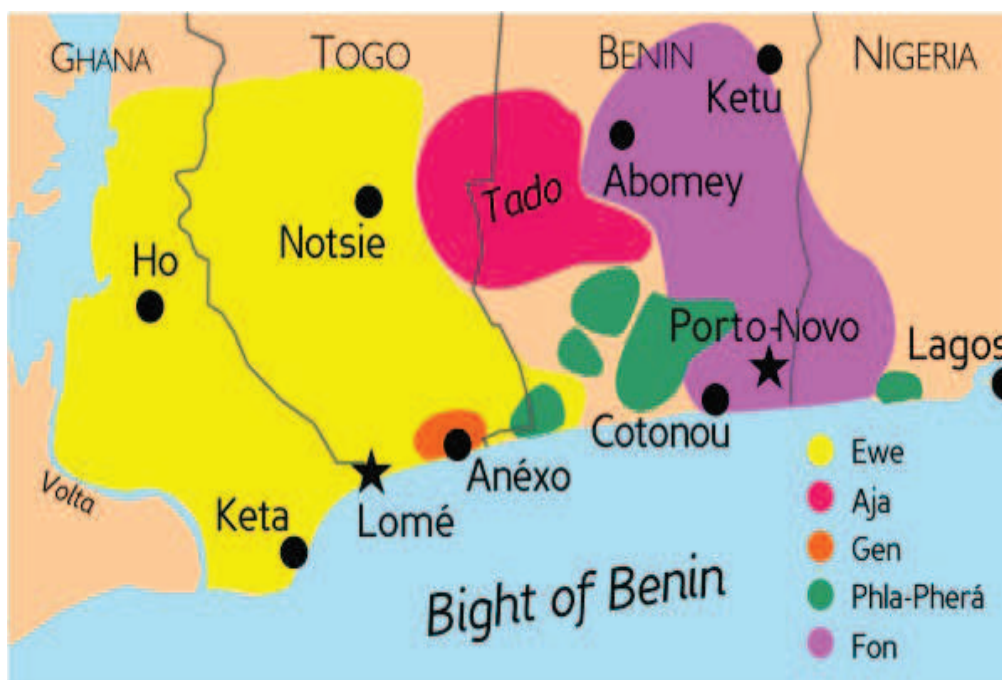 GHANA
TOGO
BENIN
NIGERIA
Ketu
Abomey
Tado
Notsie
Ho
Porto-Novo
Lagos
Cotonou
Anéxo
Keta
Lomé
Volta
Bight of Benin
Ewe
Aja
Gen
Phla-Pherá
Fon